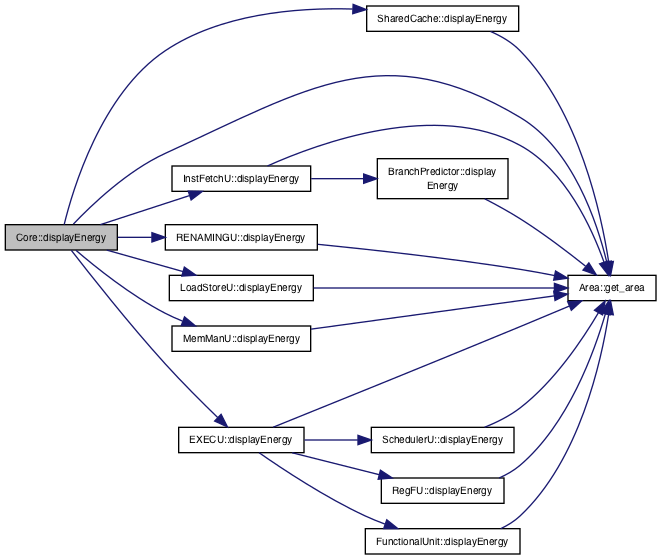 SharedCache::displayEnergy
InstFetchU::displayEnergy
BranchPredictor::display
Energy
Core::displayEnergy
RENAMINGU::displayEnergy
LoadStoreU::displayEnergy
Area::get_area
MemManU::displayEnergy
EXECU::displayEnergy
SchedulerU::displayEnergy
RegFU::displayEnergy
FunctionalUnit::displayEnergy